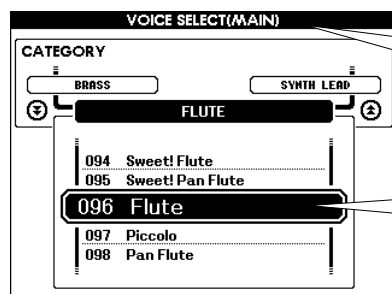 VOICE SELECT(MAIN)
CATEGORY
BRASS
SYNTH LEAD
FLUTE
094 Sweet! Flute
095 Sweet! Pan Flute
096 Flute
097 Piccolo
098 Pan Flute